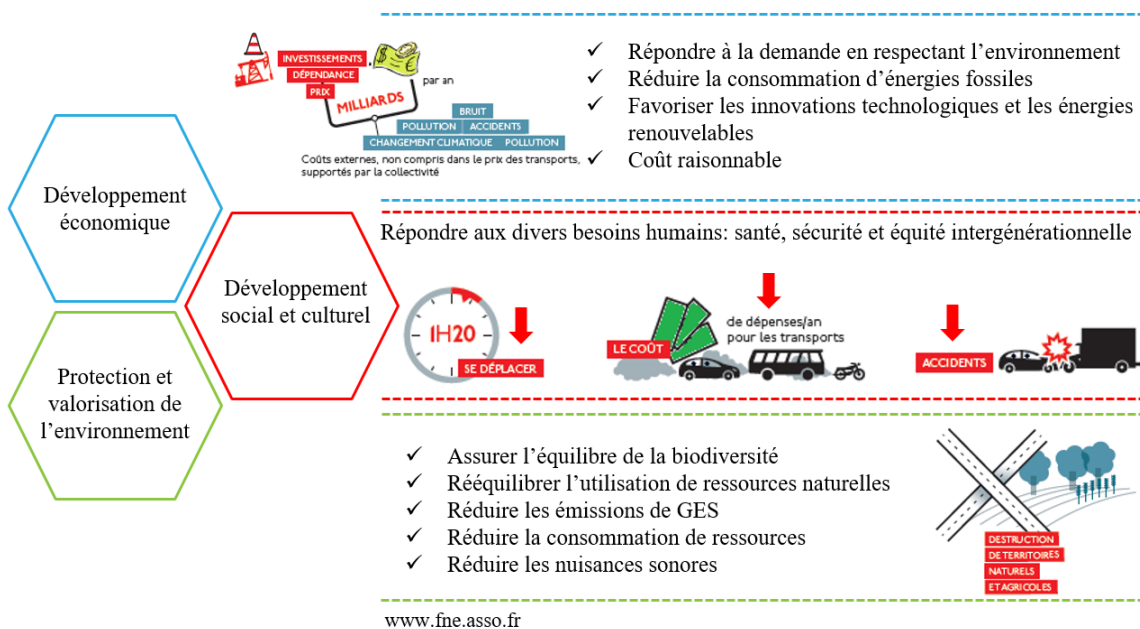 INVESTISSEMENTS
DÉPENDANCE
PRIX
MILLIARDS
par an
BRUIT
POLLUTION ACCIDENTS
CHANGEMENT CLIMATIQUE POLLUTION
Coûts externes, non compris dans le prix des transports,
supportés par la collectivité
✓ Répondre à la demande en respectant l’environnement
✓ Réduire la consommation d’énergies fossiles
✓ Favoriser les innovations technologiques et les énergies
renouvelables
✓ Coût raisonnable
Développement
économique
Développement
social et culturel
Protection et
valorisation de
l’environnement
Répondre aux divers besoins humains: santé, sécurité et équité intergénérationnelle
1H20
SE DÉPLACER
LE COÛT
de dépenses/an
pour les transports
ACCIDENTS
✓ Assurer l’équilibre de la biodiversité
✓ Rééquilibrer l’utilisation de ressources naturelles
✓ Réduire les émissions de GES
✓ Réduire la consommation de ressources
✓ Réduire les nuisances sonores
DESTRUCTION
DE TERRITOIRES
NATURELS
ET AGRICOLES
www.fne.asso.fr